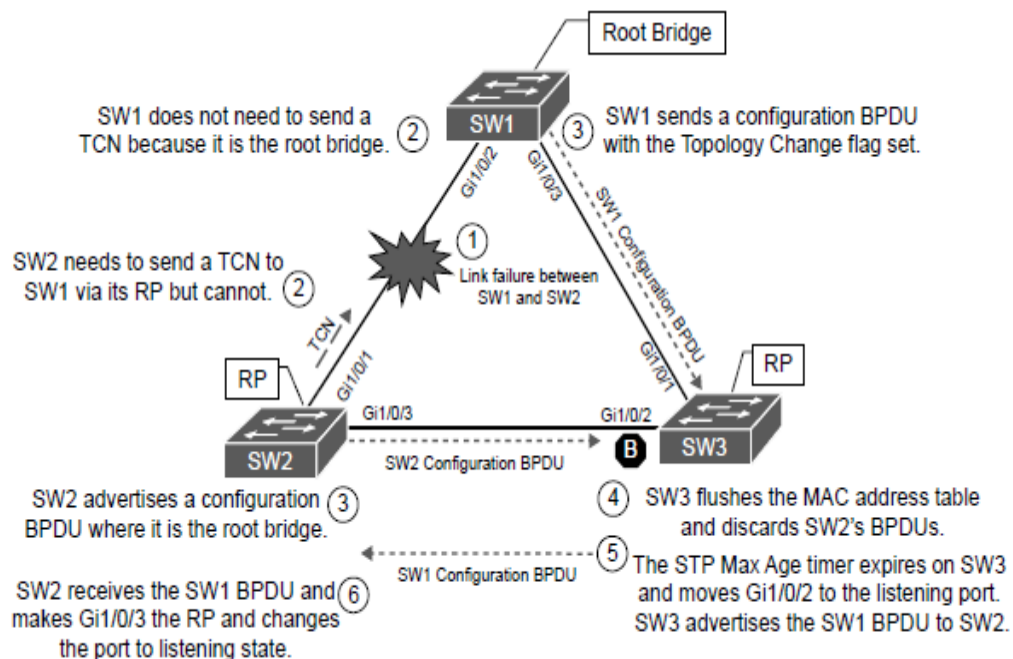 Root Bridge
SW1 does not need to send a
TCN because it is the root bridge.
2
SW1
3
SW1 sends a configuration BPDU
with the Topology Change flag set.
Gi1/0/2
Gi1/0/3
SW1 Configuration BPDU
1
Link failure between
SW1 and SW2
SW2 needs to send a TCN to
SW1 via its RP but cannot.
2
TCN
Gi1/0/1
Gi1/0/1
RP
RP
Gi1/0/3
Gi1/0/2
SW2
B
SW3
SW2 Configuration BPDU
SW2 advertises a configuration
BPDU where it is the root bridge.
3
4
SW3 flushes the MAC address table
and discards SW2's BPDUs.
5
The STP Max Age timer expires on SW3
and moves Gi1/0/2 to the listening port.
SW3 advertises the SW1 BPDU to SW2.
SW1 Configuration BPDU
SW2 receives the SW1 BPDU and
makes Gi1/0/3 the RP and changes
the port to listening state.
6